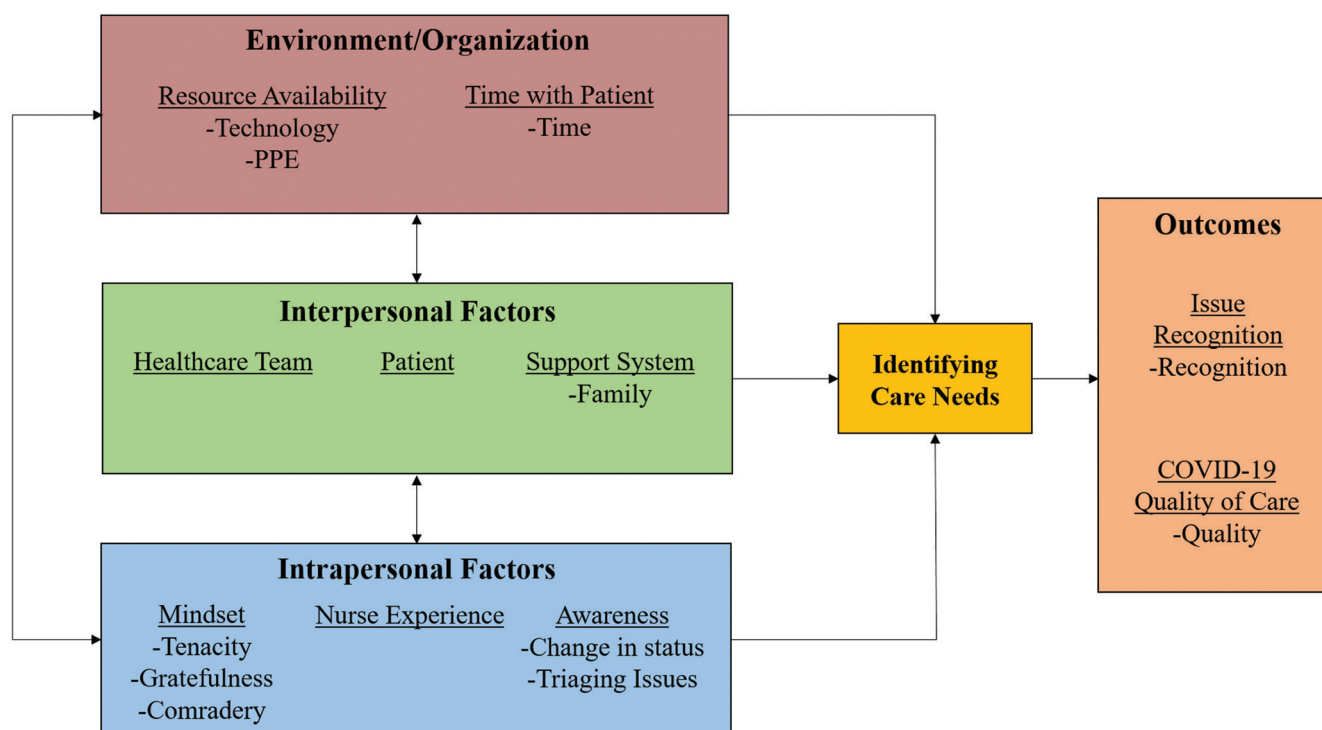 Environment/Organization
Resource Availability
-Technology
-PPE
Time with Patient
-Time
Interpersonal Factors
Healthcare Team
Patient
Support System
-Family
Intrapersonal Factors
Mindset
-Tenacity
-Gratefulness
-Comradery
Nurse Experience
Awareness
-Change in status
-Triaging Issues
Identifying
Care Needs
Outcomes
Issue
Recognition
-Recognition
COVID-19
Quality of Care
-Quality